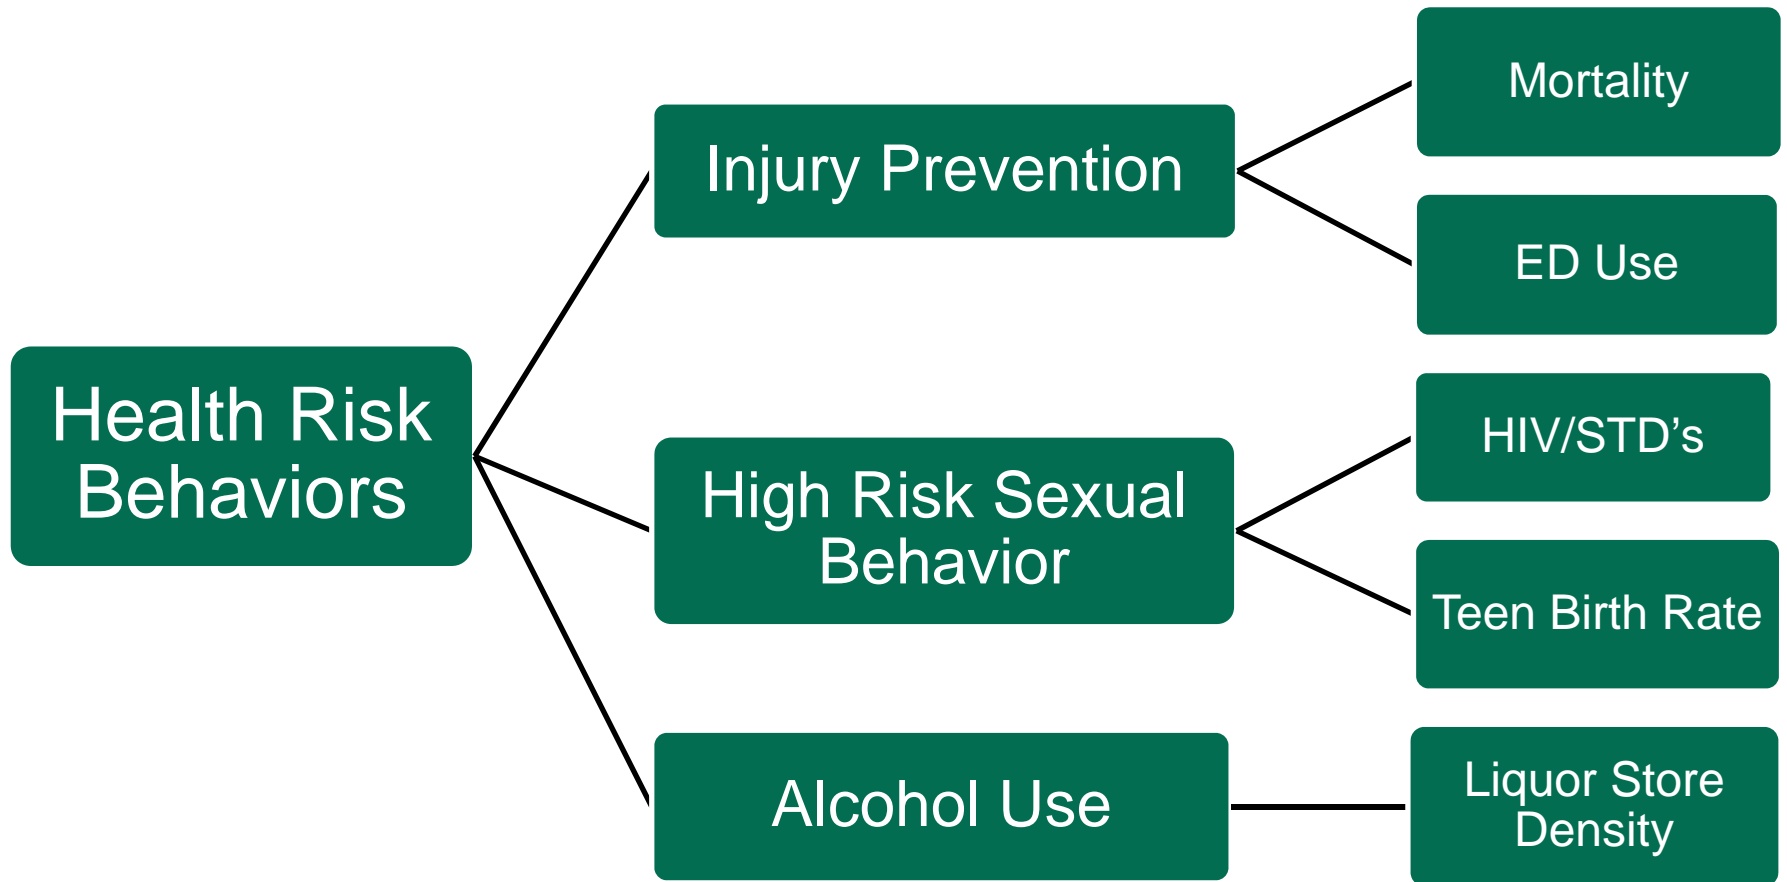 Health Risk
Behaviors
Injury Prevention
Mortality
ED Use
High Risk Sexual
Behavior
HIV/STD’s
Teen Birth Rate
Alcohol Use
Liquor Store
Density